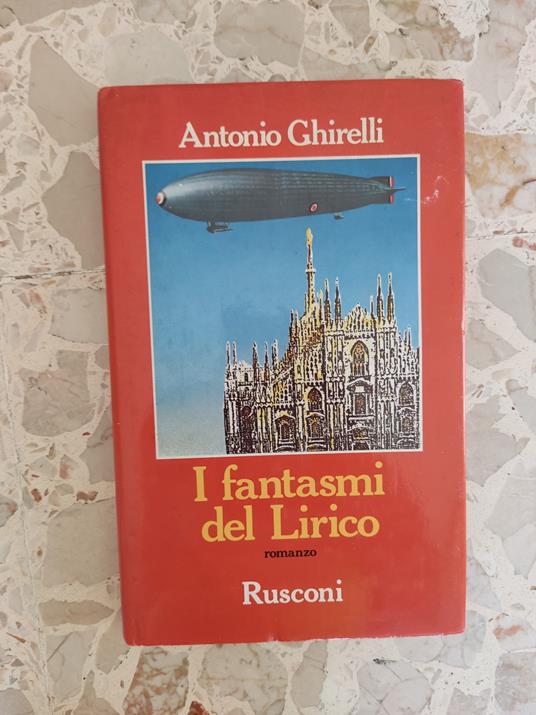 Antonio Ghirelli
I fantasmi
del Lirico
romanzo
Rusconi